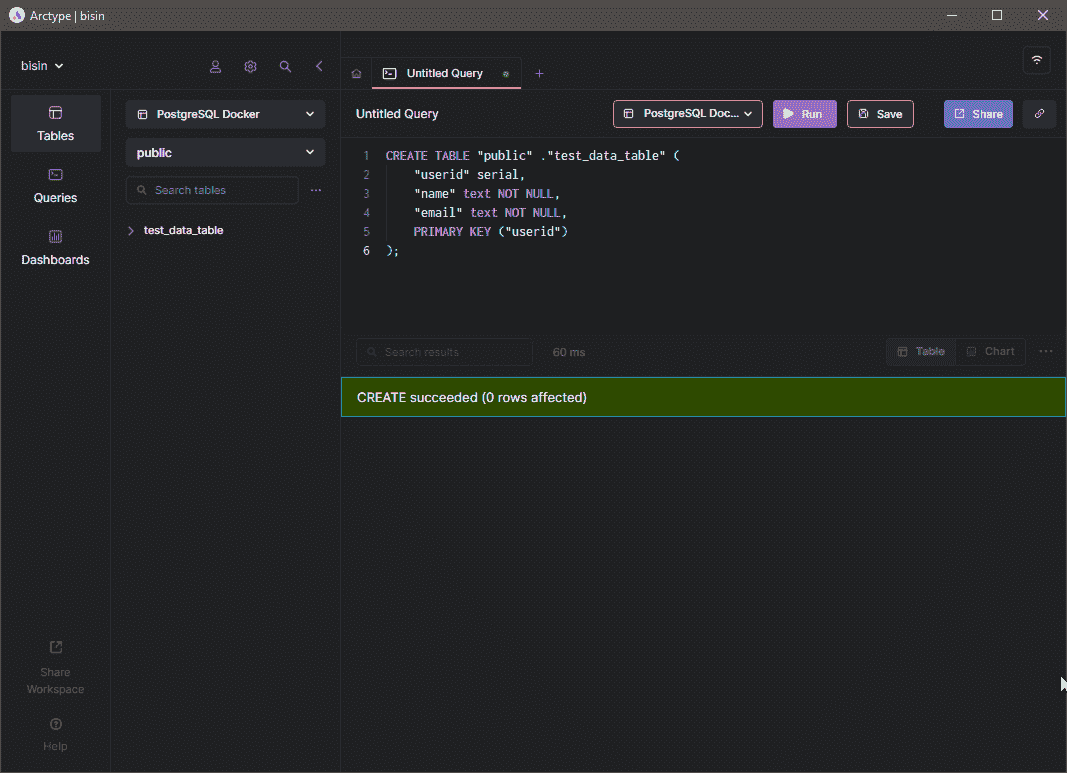 Arctype | bisin
bisin
Tables
Queries
Dashboards
Share
Workspace
Help
PostgreSQL Docker
public
Search tables
test_data_table
Untitled Query
Untitled Query
PostgreSQL Doc...
Run
Save
Share
1 CREATE TABLE "public" ."test_data_table" (
2 "userid" serial,
3 "name" text NOT NULL,
4 "email" text NOT NULL,
5 PRIMARY KEY ("userid")
6 );
Search results
60 ms
Table
Chart
CREATE succeeded (0 rows affected)